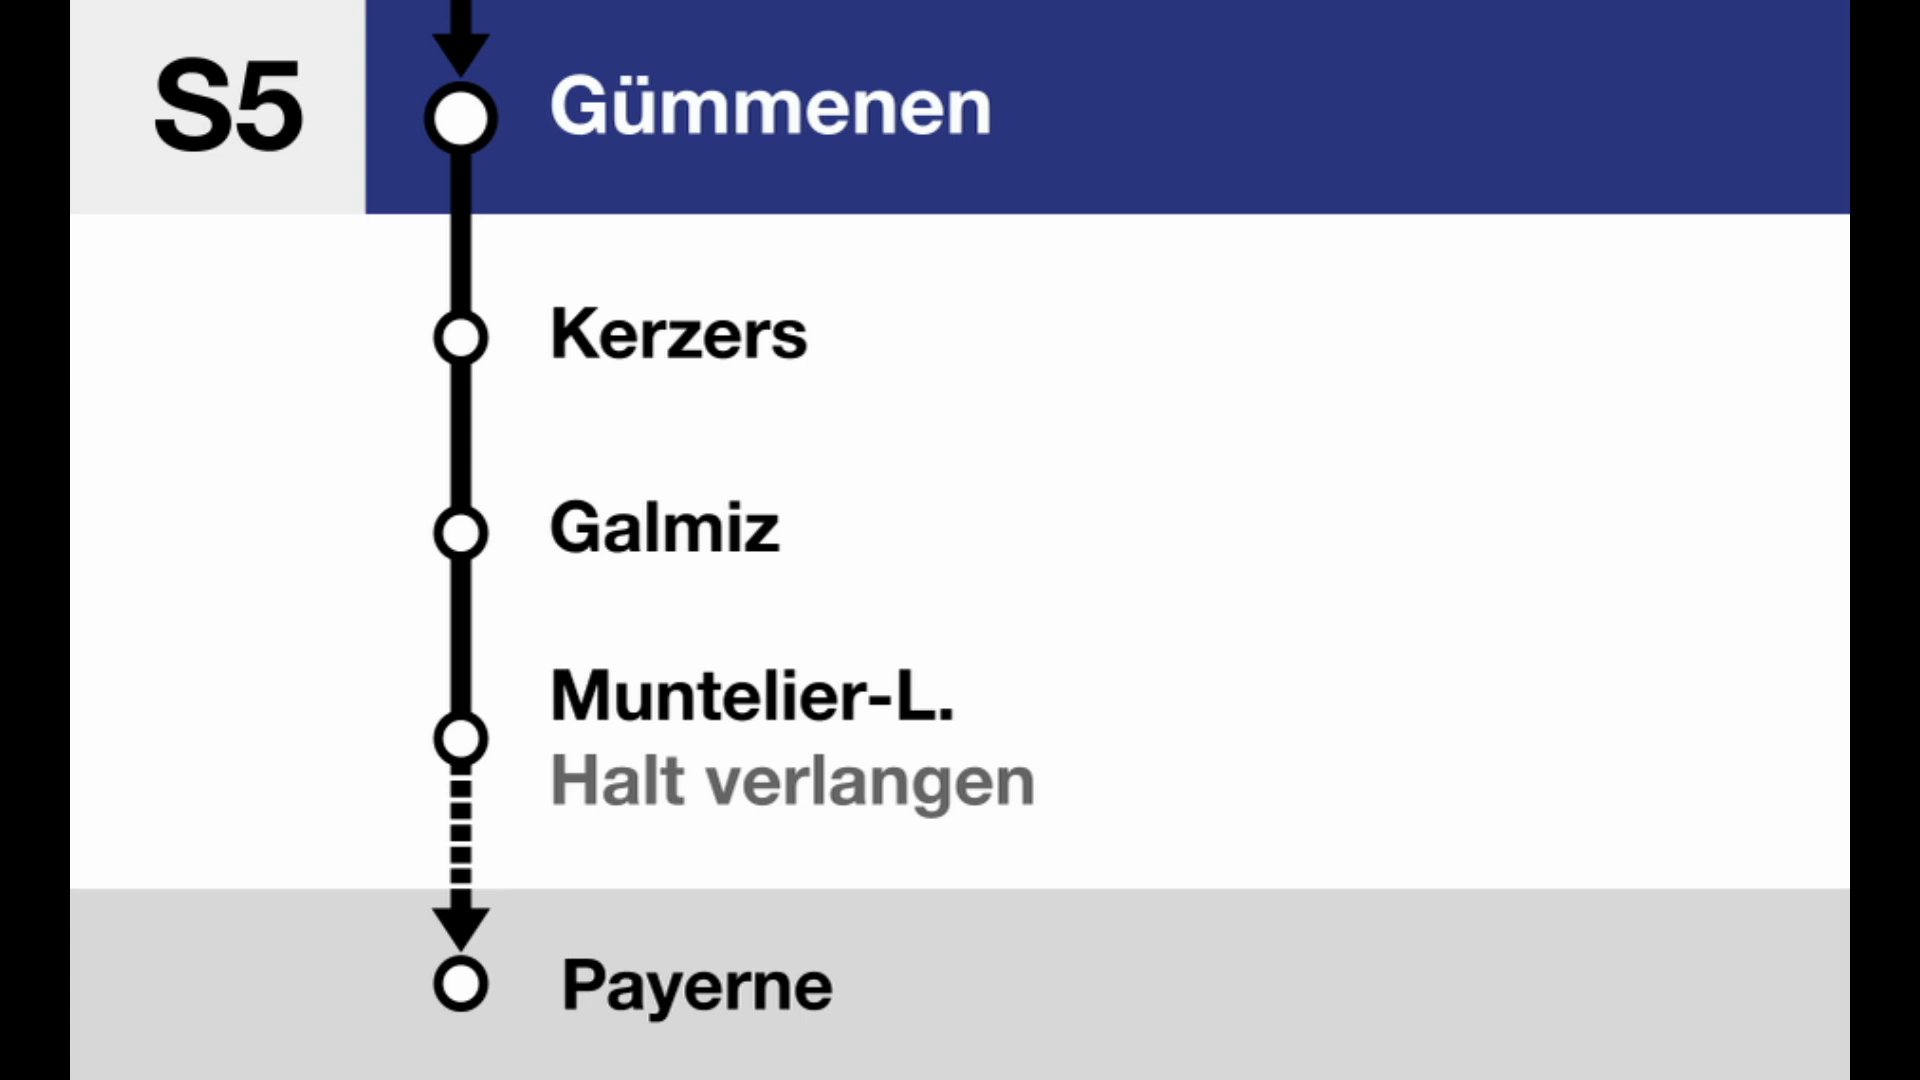 S5
Gümmenen
Kerzers
Galmiz
Muntelier-L.
Halt verlangen
Payerne